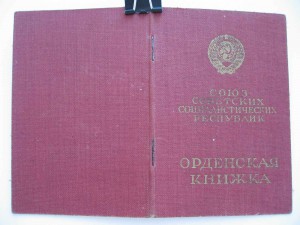 СОЮЗ
СОВЕТСКИХ
СОЦИАЛИСТИЧЕСКИХ
РЕСПУБЛИК
ОРДЕНСКАЯ
КНИЖКА